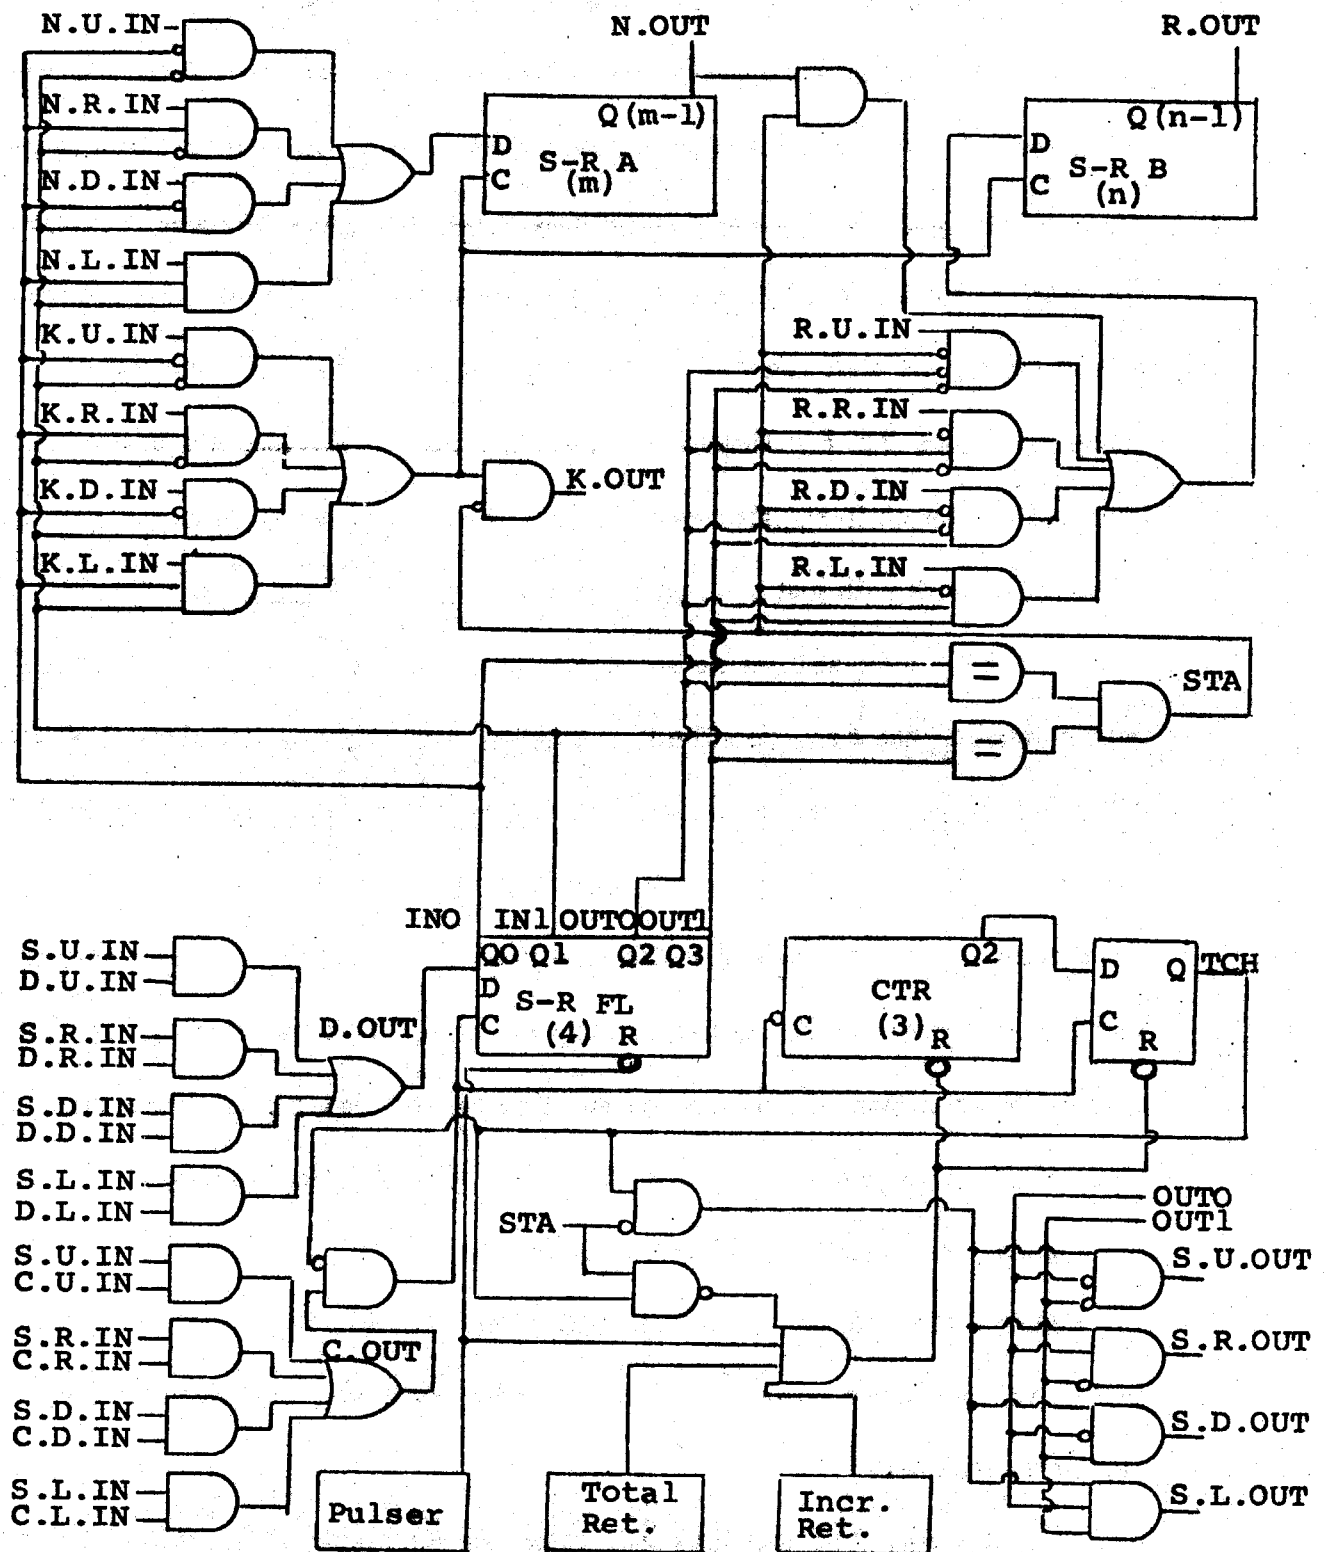 N.U.IN
N.OUT
R.OUT
N.R.IN
N.D.IN
N.L.IN
Q(m-1)
D
C
S-R A
(m)
Q(n-1)
D
C
S-R B
(n)
K.U.IN
K.R.IN
K.D.IN
K.L.IN
K.OUT
R.U.IN
R.R.IN
R.D.IN
R.L.IN
=
=
STA
INO
IN1
OUTO
OUT1
Q0 Q1 Q2 Q3
D
C
S-R FL
(4)
R
Q2
CTR
(3)
C
R
D
Q
C
R
TCH
S.U.IN
D.U.IN
S.R.IN
D.R.IN
S.D.IN
D.D.IN
S.L.IN
D.L.IN
D.OUT
S.U.IN
C.U.IN
S.R.IN
C.R.IN
S.D.IN
C.D.IN
S.L.IN
C.L.IN
C.OUT
STA
OUTO
OUT1
S.U.OUT
S.R.OUT
S.D.OUT
S.L.OUT
Pulser
Total
Ret.
Incr.
Ret.